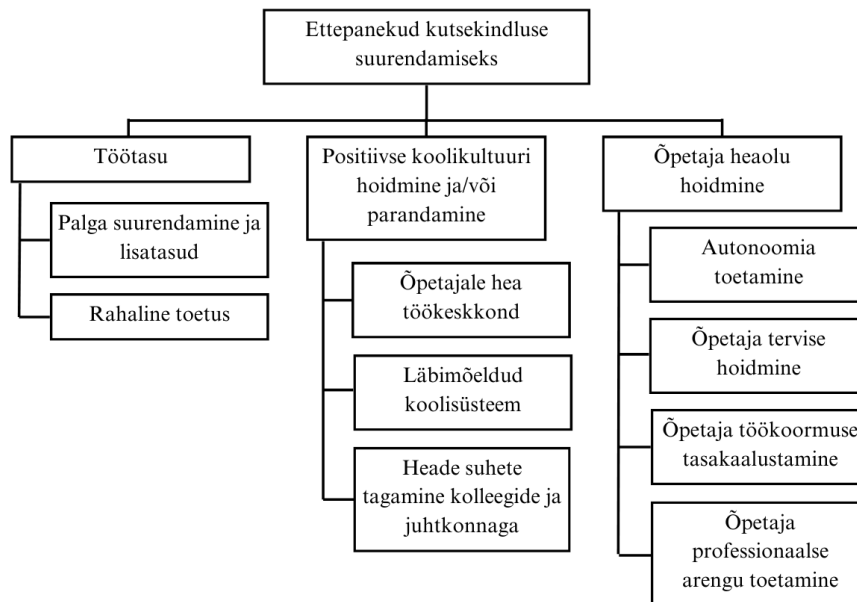 Ettepanekud kutsekindluse
suurendamiseks
Töötasu
Palga suurendamine ja
lisatasud
Rahaline toetus
Positiivse koolikultuuri
hoidmine ja/või
parandamine
Õpetajale hea
töökeskkond
Läbimõeldud
koolisüsteem
Heade suhete
tagamine kolleegide ja
juhtkonnaga
Õpetaja heaolu
hoidmine
Autonoomia
toetamine
Õpetaja tervise
hoidmine
Õpetaja töökoormuse
tasakaalustamine
Õpetaja
professionaalse
arengu toetamine